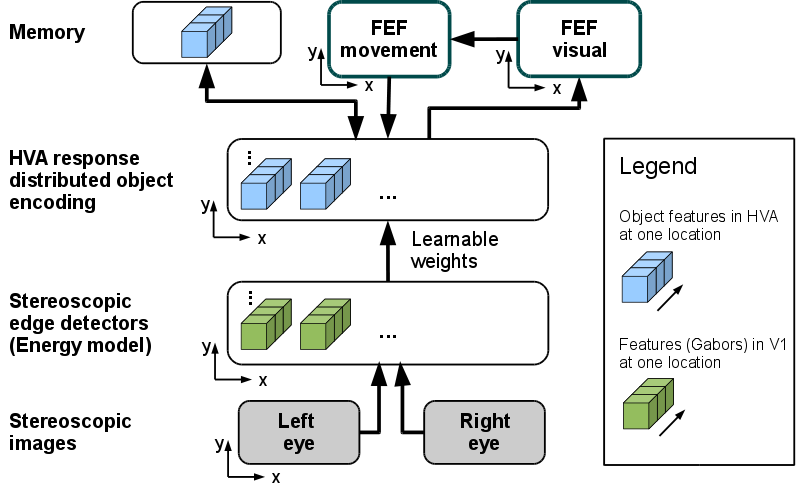 Memory
FEF
movement
FEF
visual
y
x
y
x
HVA response
distributed object
encoding
...
...
y
x
Learnable
weights
Stereoscopic
edge detectors
(Energy model)
...
...
y
x
Stereoscopic
images
Left
eye
Right
eye
y
x
Legend
Object features in HVA
at one location
Features (Gabors) in V1
at one location